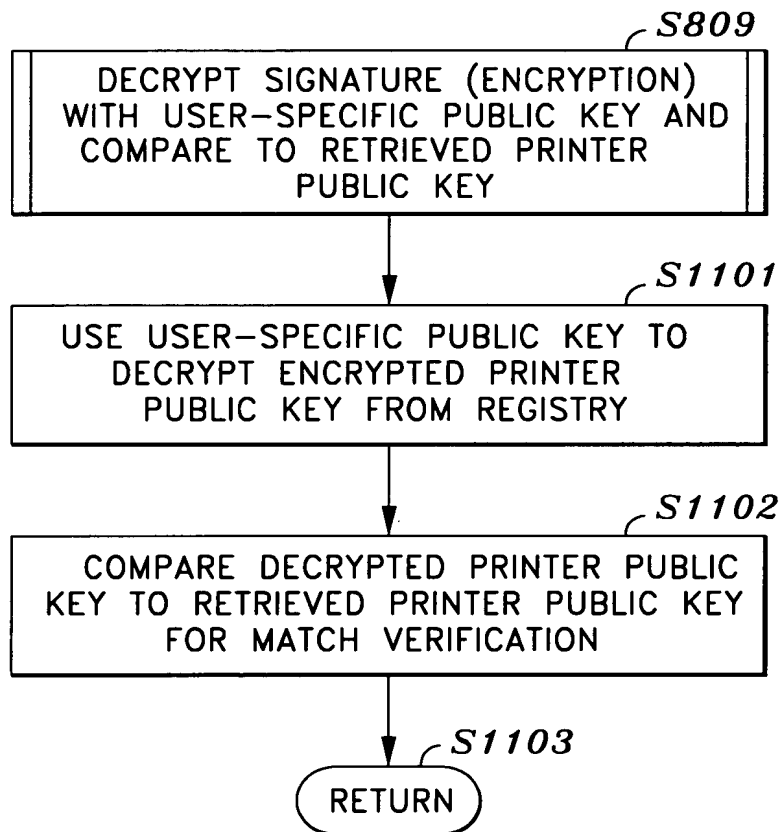 S809
DECRYPT SIGNATURE (ENCRYPTION)
WITH USER-SPECIFIC PUBLIC KEY AND
COMPARE TO RETRIEVED PRINTER
PUBLIC KEY
S1101
USE USER-SPECIFIC PUBLIC KEY TO
DECRYPT ENCRYPTED PRINTER
PUBLIC KEY FROM REGISTRY
S1102
COMPARE DECRYPTED PRINTER PUBLIC
KEY TO RETRIEVED PRINTER PUBLIC KEY
FOR MATCH VERIFICATION
S1103
RETURN